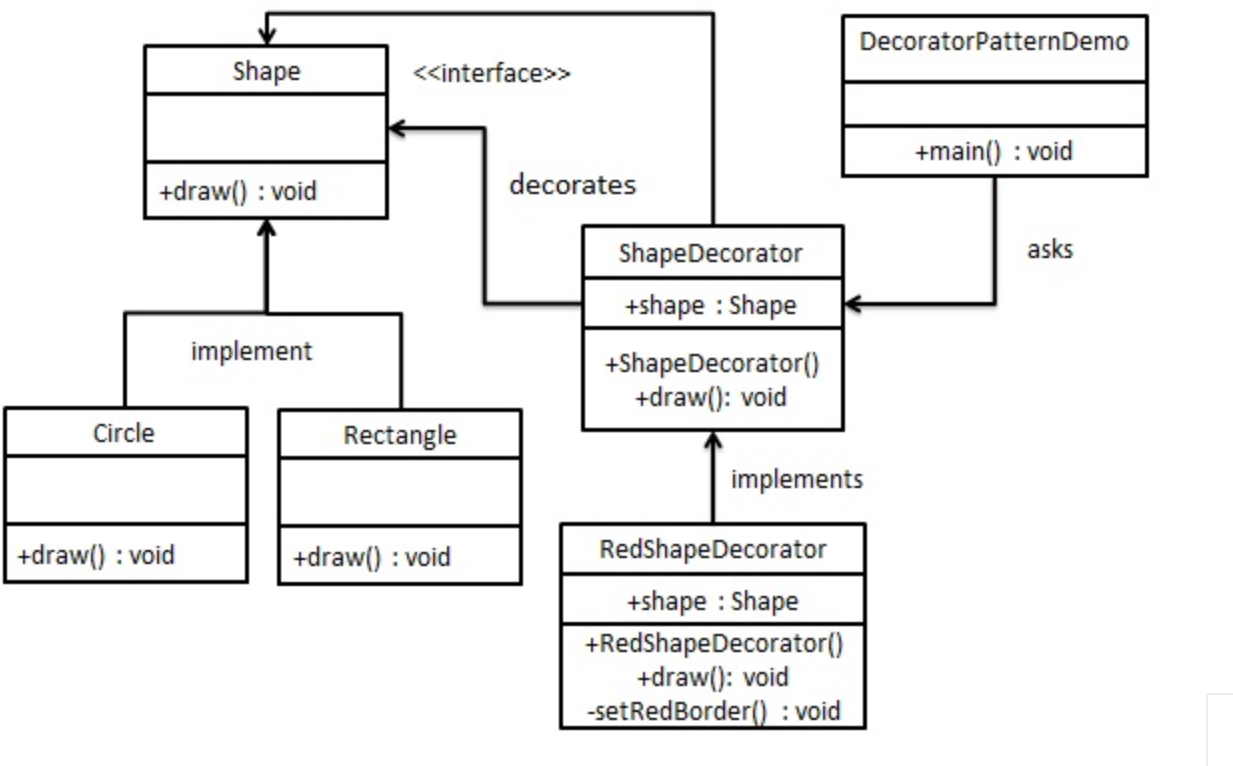 Shape
<<interface>>
+draw() : void
decorates
DecoratorPatternDemo
+main() : void
asks
ShapeDecorator
+shape : Shape
+ShapeDecorator()
+draw(): void
implement
Circle
+draw() : void
Rectangle
+draw() : void
implements
RedShapeDecorator
+shape : Shape
+RedShapeDecorator()
+draw(): void
-setRedBorder() : void